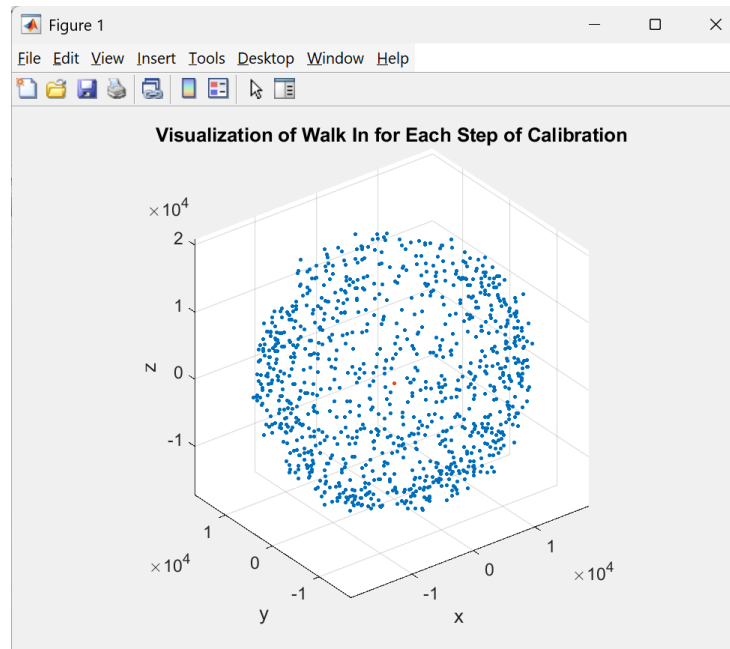 Figure 1
File Edit View Insert Tools Desktop Window Help
Visualization of Walk In for Each Step of Calibration
×10⁴
2
1
0
-1
z
1
0
-1
×10⁴
y
-1
0
1
×10⁴
x